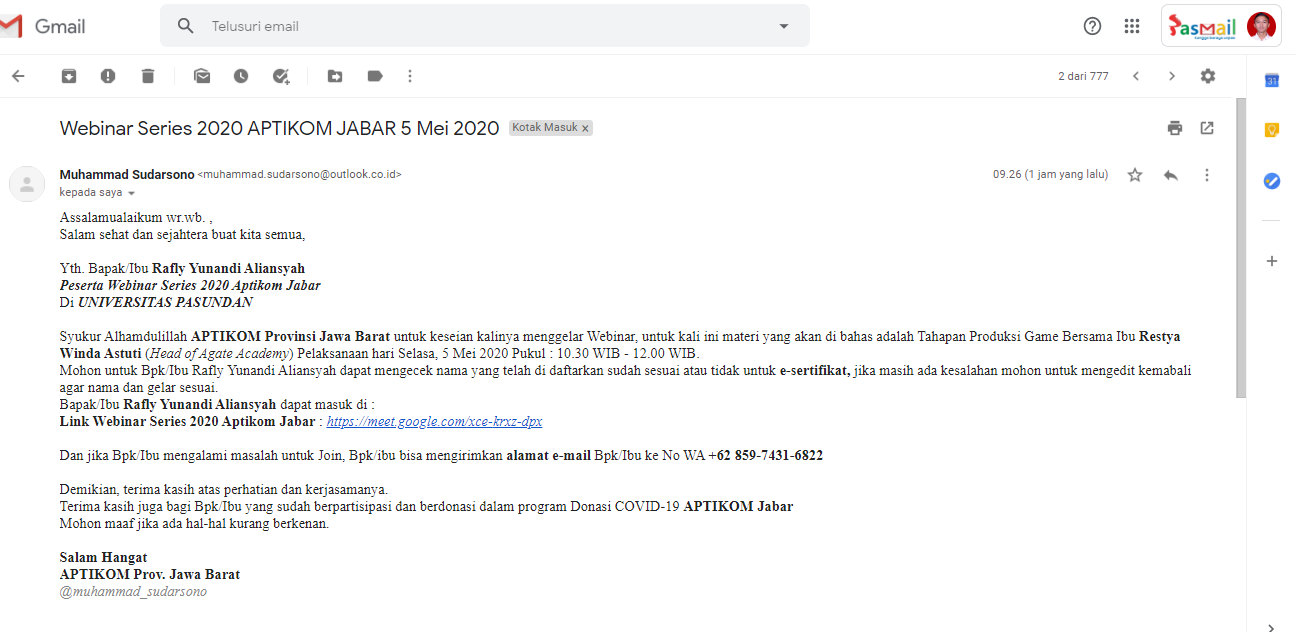 Gmail
Telusuri email
PasMail
2 dari 777
31
Webinar Series 2020 APTIKOM JABAR 5 Mei 2020 Kotak Masuk x
Muhammad Sudarsono <muhammad.sudarsono@outlook.co.id>
09.26 (1 jam yang lalu)
kepada saya
Assalamualaikum wr.wb. ,
Salam sehat dan sejahtera buat kita semua,
Yth. Bapak/Ibu Rafly Yunandi Aliansyah
Peserta Webinar Series 2020 Aptikom Jabar
Di UNIVERSITAS PASUNDAN
Syukur Alhamdulillah APTIKOM Provinsi Jawa Barat untuk keseian kalinya menggelar Webinar, untuk kali ini materi yang akan di bahas adalah Tahapan Produksi Game Bersama Ibu Restya
Winda Astuti (Head of Agate Academy) Pelaksanaan hari Selasa, 5 Mei 2020 Pukul : 10.30 WIB - 12.00 WIB.
Mohon untuk Bpk/Ibu Rafly Yunandi Aliansyah dapat mengecek nama yang telah di daftarkan sudah sesuai atau tidak untuk e-sertifikat, jika masih ada kesalahan mohon untuk mengedit kemabali
agar nama dan gelar sesuai.
Bapak/Ibu Rafly Yunandi Aliansyah dapat masuk di :
Link Webinar Series 2020 Aptikom Jabar : https://meet.google.com/xce-krxz-dpx
Dan jika Bpk/Ibu mengalami masalah untuk Join, Bpk/ibu bisa mengirimkan alamat e-mail Bpk/Ibu ke No WA +62 859-7431-6822
Demikian, terima kasih atas perhatian dan kerjasamanya.
Terima kasih juga bagi Bpk/Ibu yang sudah berpartisipasi dan berdonasi dalam program Donasi COVID-19 APTIKOM Jabar
Mohon maaf jika ada hal-hal kurang berkenan.
Salam Hangat
APTIKOM Prov. Jawa Barat
@muhammad_sudarsono